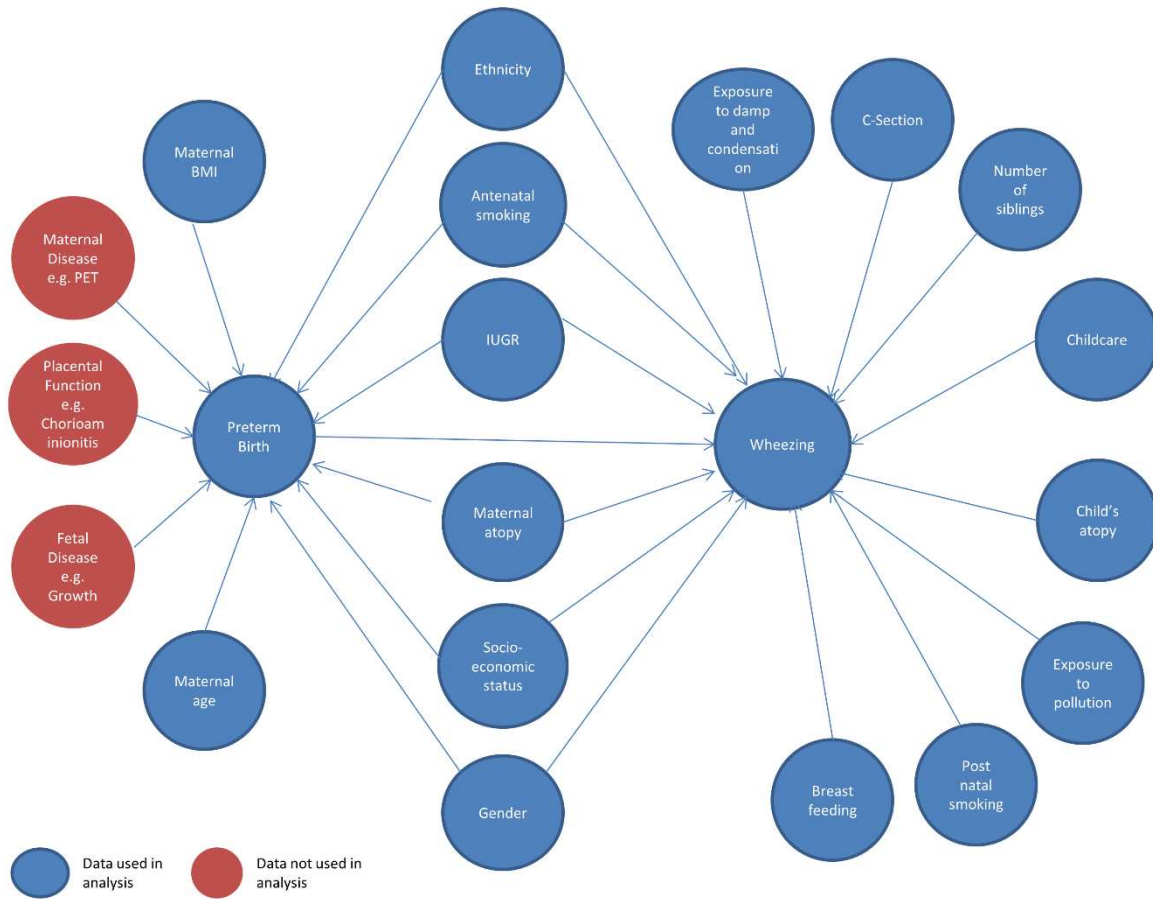 Ethnicity
Exposure
to damp
and
condensati
on
C-Section
Maternal
BMI
Number
of
siblings
Antenatal
smoking
Maternal
Disease
e.g. PET
IUGR
Childcare
Placental
Function
e.g.
Chorioam
inionitis
Preterm
Birth
Wheezing
Maternal
atopy
Child's
atopy
Fetal
Disease
e.g.
Growth
Socio-
economic
status
Exposure
to
pollution
Maternal
age
Gender
Breast
feeding
Post
natal
smoking
Data used in
analysis
Data not used in
analysis